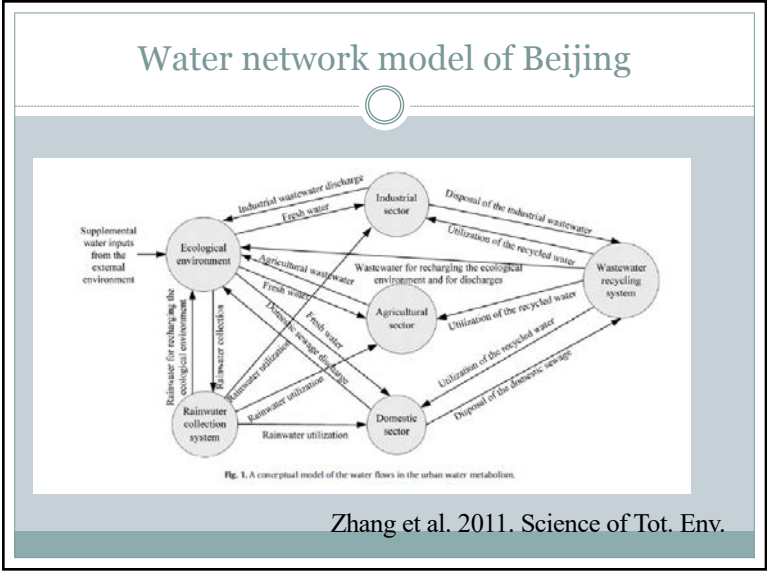 Water network model of Beijing
Industrial wastewater discharge
Fresh water
Industrial
sector
Disposal of the industrial wastewater
Utilization of the recycled water
Supplemental
water inputs
from the
external
environment
Ecological
environment
Agricultural wastewater
Fresh water
Wastewater for recharging the ecological
environment and for discharges
Wastewater
recycling
system
Agricultural
sector
Utilization of the recycled water
Rainwater for recharging the
ecological environment
Rainwater collection
Fresh water
Domestic sewage discharge
Rainwater utilization
Rainwater utilization
Utilization of the recycled water
Disposal of the domestic sewage
Rainwater
collection
system
Rainwater utilization
Domestic
sector
Fig. 1. A conceptual model of the water flows in the urban water metabolism.
Zhang et al. 2011. Science of Tot. Env.